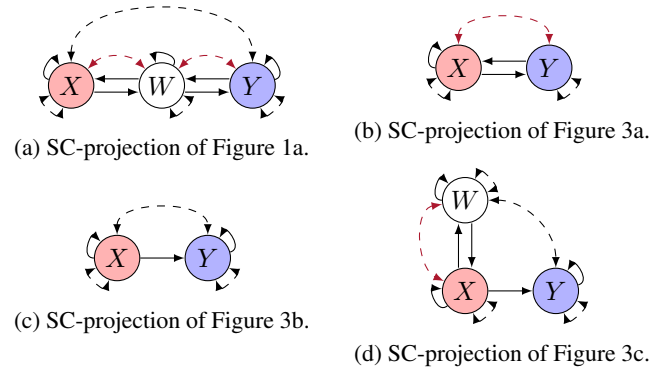 X W Y
(a) SC-projection of Figure 1a.
X Y
(b) SC-projection of Figure 3a.
X Y
(c) SC-projection of Figure 3b.
W
X Y
(d) SC-projection of Figure 3c.